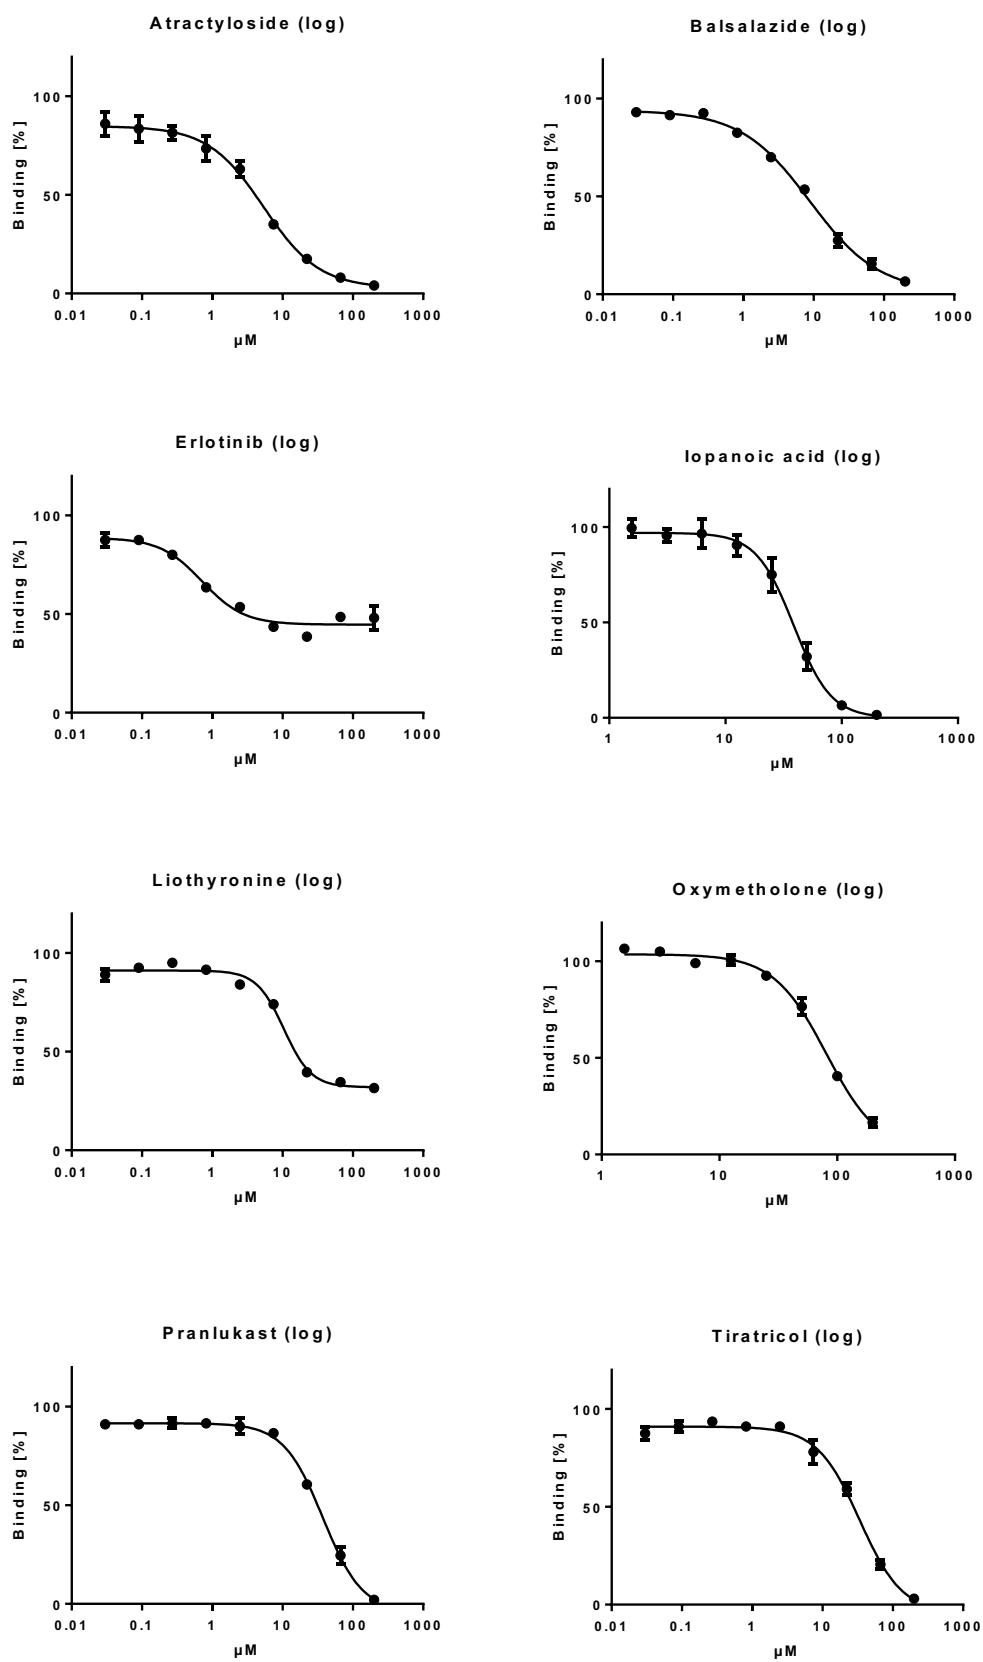 Atractyloside (log)
Binding [%]
100
50
0
0.01 0.1 1 10 100 1000
µM
Balsalazide (log)
Binding [%]
100
50
0
0.01 0.1 1 10 100 1000
µM
Erlotinib (log)
Binding [%]
100
50
0
0.01 0.1 1 10 100 1000
µM
Iopanoic acid (log)
Binding [%]
100
50
0
1 10 100 1000
µM
Liothyronine (log)
Binding [%]
100
50
0
0.01 0.1 1 10 100 1000
µM
Oxymetholone (log)
Binding [%]
100
50
0
1 10 100 1000
µM
Pranlukast (log)
Binding [%]
100
50
0
0.01 0.1 1 10 100 1000
µM
Tiratricol (log)
Binding [%]
100
50
0
0.01 0.1 1 10 100 1000
µM